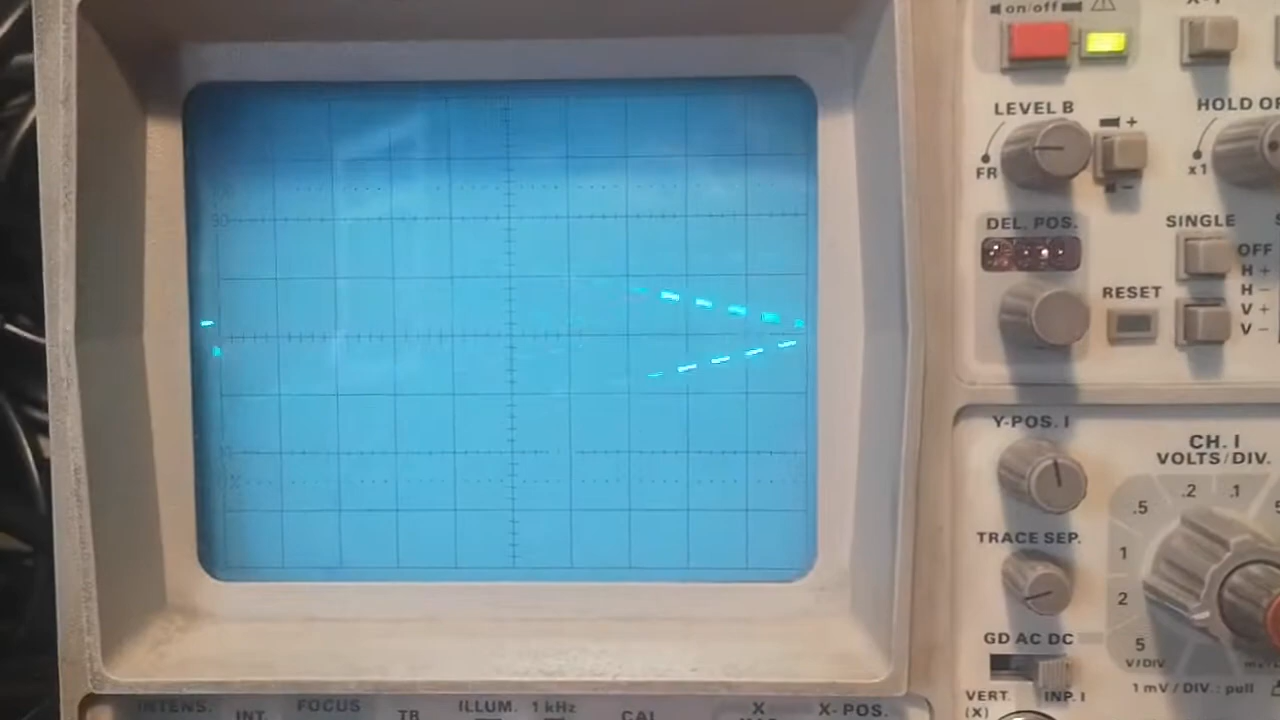 on/off
LEVEL B
FR
+
−
HOLD OF
x1
DEL. POS.
SINGLE
RESET
OFF
H +
H −
V +
V −
90
Y-POS. I
CH. I
VOLTS/DIV.
.5
.2
.1
1
2
5
TRACE SEP.
GD AC DC
V/DIV
1 mV / DIV.: pull
VERT.
(X)
INP. I
INTENS.
INT.
FOCUS
TR
ILLUM.
1 kHz
CAL
X
X-POS.